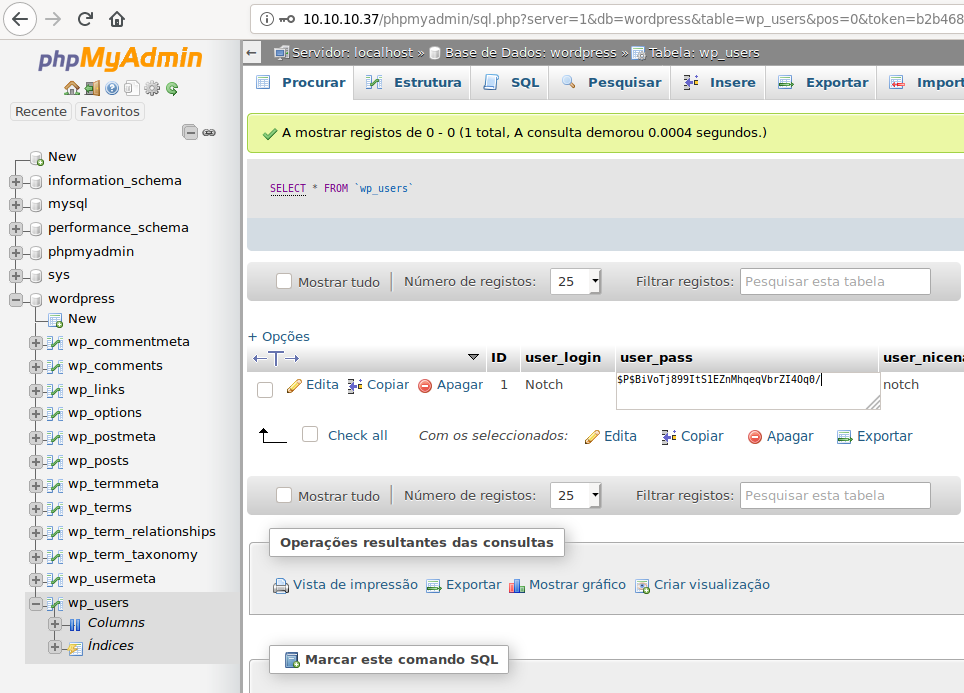 10.10.10.37/phpmyadmin/sql.php?server=1&db=wordpress&table=wp_users&pos=0&token=b2b468
phpMyAdmin
Recente Favoritos
New
information_schema
mysql
performance_schema
phpmyadmin
sys
wordpress
New
wp_commentmeta
wp_comments
wp_links
wp_options
wp_postmeta
wp_posts
wp_termmeta
wp_terms
wp_term_relationships
wp_term_taxonomy
wp_usermeta
wp_users
Columns
Índices
Servidor: localhost » Base de Dados: wordpress » Tabela: wp_users
Procurar Estrutura SQL Pesquisar Insere Exportar Import
A mostrar registos de 0 - 0 (1 total, A consulta demorou 0.0004 segundos.)
SELECT * FROM `wp_users`
Mostrar tudo Número de registos: 25 Filtrar registos: Pesquisar esta tabela
+ Opções
←T→ ID user_login user_pass user_nicena
Edita Copiar Apagar 1 Notch $P$BiVoTj899ItS1EZnMhqeqVbrZI4Oq0/ notch
Check all Com os seleccionados: Edita Copiar Apagar Exportar
Mostrar tudo Número de registos: 25 Filtrar registos: Pesquisar esta tabela
Operações resultantes das consultas
Vista de impressão Exportar Mostrar gráfico Criar visualização
Marcar este comando SQL